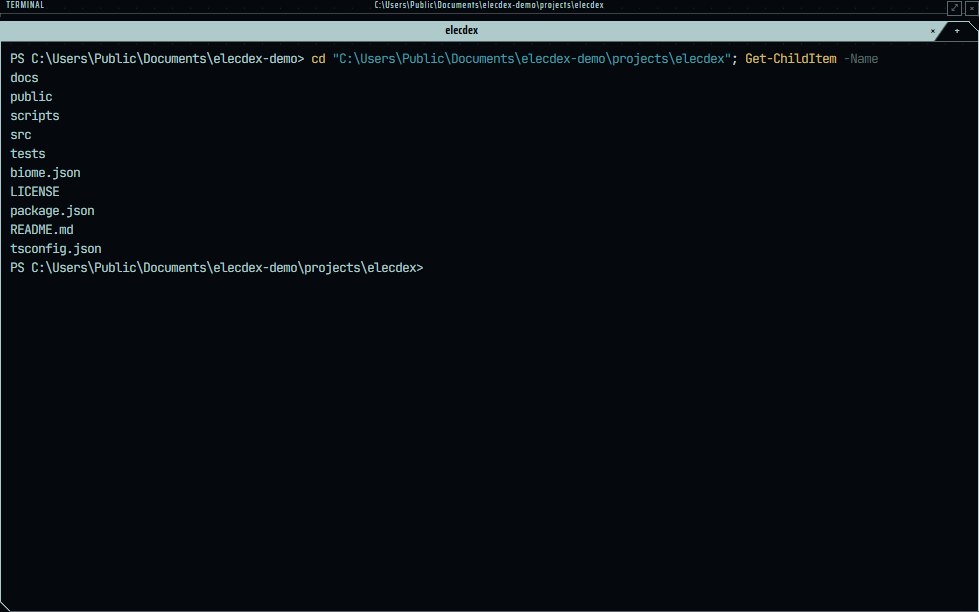 TERMINAL
C:\Users\Public\Documents\elecdex-demo\projects\elecdex
elecdex
PS C:\Users\Public\Documents\elecdex-demo> cd "C:\Users\Public\Documents\elecdex-demo\projects\elecdex"; Get-ChildItem -Name
docs
public
scripts
src
tests
biome.json
LICENSE
package.json
README.md
tsconfig.json
PS C:\Users\Public\Documents\elecdex-demo\projects\elecdex>